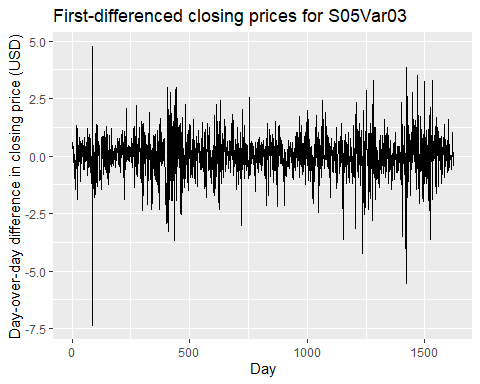 First-differenced closing prices for S05Var03
Day-over-day difference in closing price (USD)
5.0
2.5
0.0
-2.5
-5.0
-7.5
0 500 1000 1500
Day